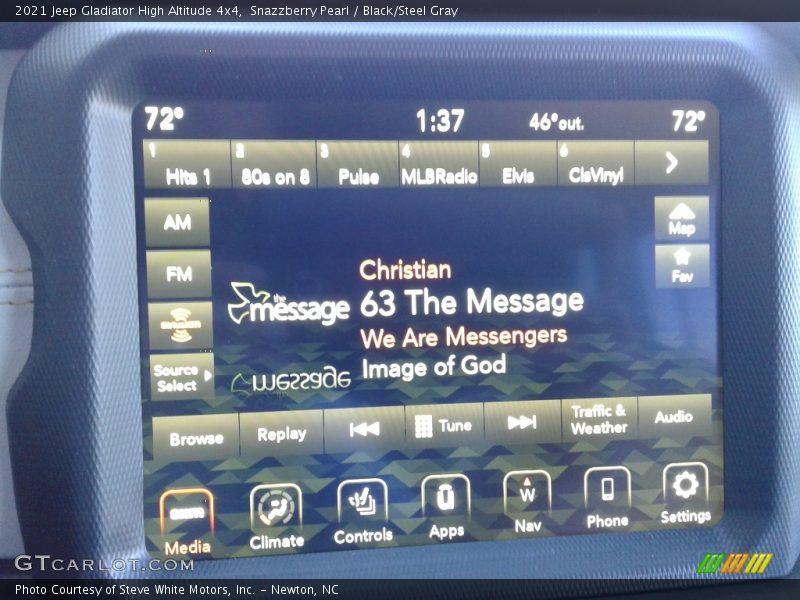 2021 Jeep Gladiator High Altitude 4x4, Snazzberry Pearl / Black/Steel Gray
72° 1:37 46°out. 72°
1 Hits 1
2 80s on 8
3 Pulse
4 MLBRadio
5 Elvis
6 ClsVinyl
AM
FM
SiriusXM
Source
Select
Map
Fav
the
message
Christian
63 The Message
We Are Messengers
Image of God
message
Browse
Replay
Tune
Traffic &
Weather
Audio
Media
Climate
Controls
Apps
W
Nav
Phone
Settings
GTcarlot.com
Photo Courtesy of Steve White Motors, Inc. – Newton, NC